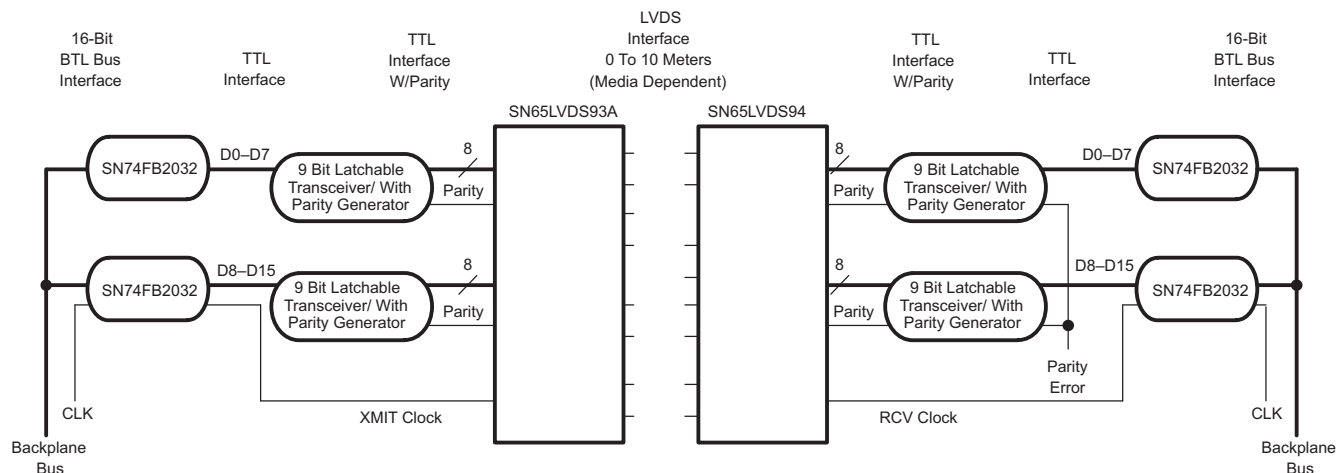 16-Bit
BTL Bus
Interface
TTL
Interface
TTL
Interface
W/Parity
LVDS
Interface
0 To 10 Meters
(Media Dependent)
TTL
Interface
W/Parity
TTL
Interface
16-Bit
BTL Bus
Interface
SN65LVDS93A
SN65LVDS94
SN74FB2032
D0–D7
9 Bit Latchable
Transceiver/ With
Parity Generator
8
Parity
8
Parity
9 Bit Latchable
Transceiver/ With
Parity Generator
D0–D7
SN74FB2032
SN74FB2032
D8–D15
9 Bit Latchable
Transceiver/ With
Parity Generator
8
Parity
8
Parity
9 Bit Latchable
Transceiver/ With
Parity Generator
D8–D15
SN74FB2032
Parity
Error
CLK
XMIT Clock
RCV Clock
CLK
Backplane
Bus
Backplane
Bus